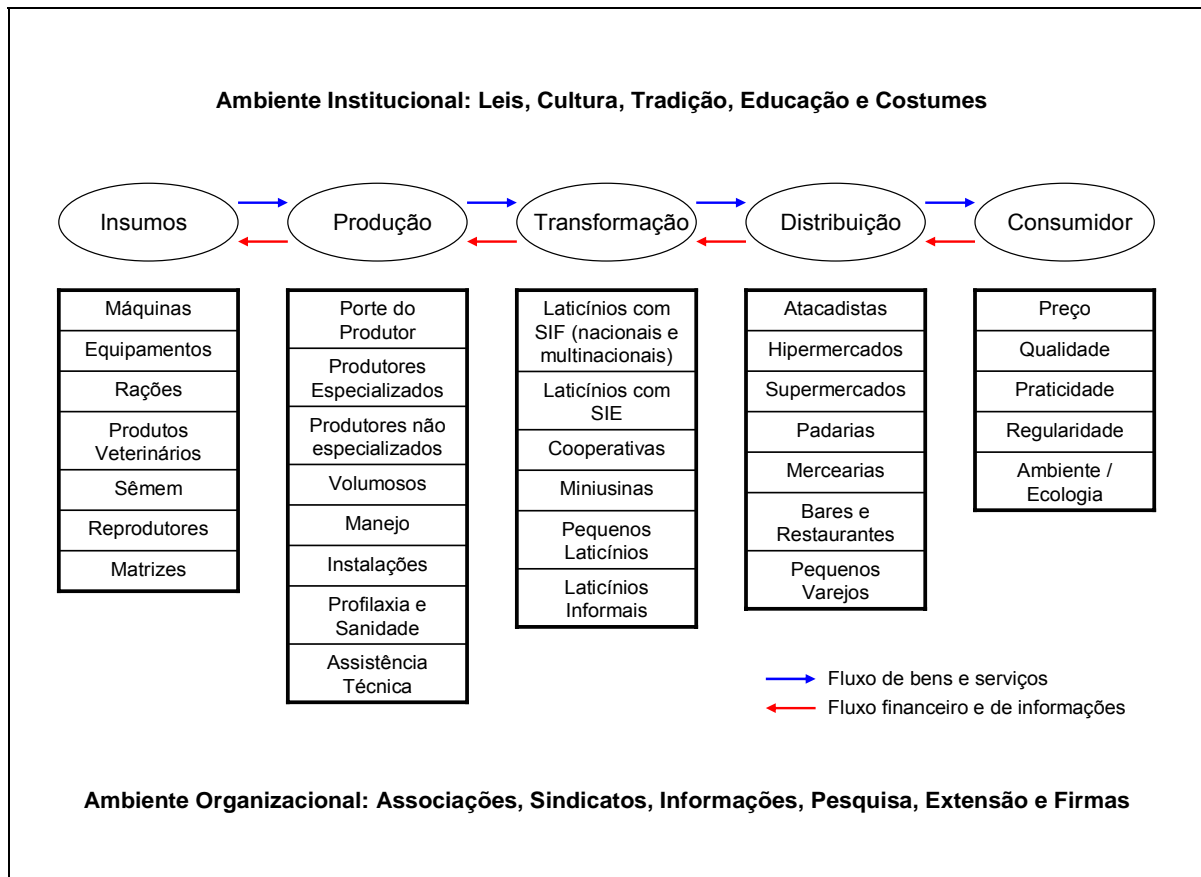 Ambiente Institucional: Leis, Cultura, Tradição, Educação e Costumes
Insumos
Produção
Transformação
Distribuição
Consumidor
Máquinas
Equipamentos
Rações
Produtos
Veterinários
Sêmem
Reprodutores
Matrizes
Porte do
Produtor
Produtores
Especializados
Produtores não
especializados
Volumosos
Manejo
Instalações
Profilaxia e
Sanidade
Assistência
Técnica
Laticínios com
SIF (nacionais e
multinacionais)
Laticínios com
SIE
Cooperativas
Miniusinas
Pequenos
Laticínios
Laticínios
Informais
Atacadistas
Hipermercados
Supermercados
Padarias
Mercearias
Bares e
Restaurantes
Pequenos
Varejos
Preço
Qualidade
Praticidade
Regularidade
Ambiente /
Ecologia
Fluxo de bens e serviços
Fluxo financeiro e de informações
Ambiente Organizacional: Associações, Sindicatos, Informações, Pesquisa, Extensão e Firmas